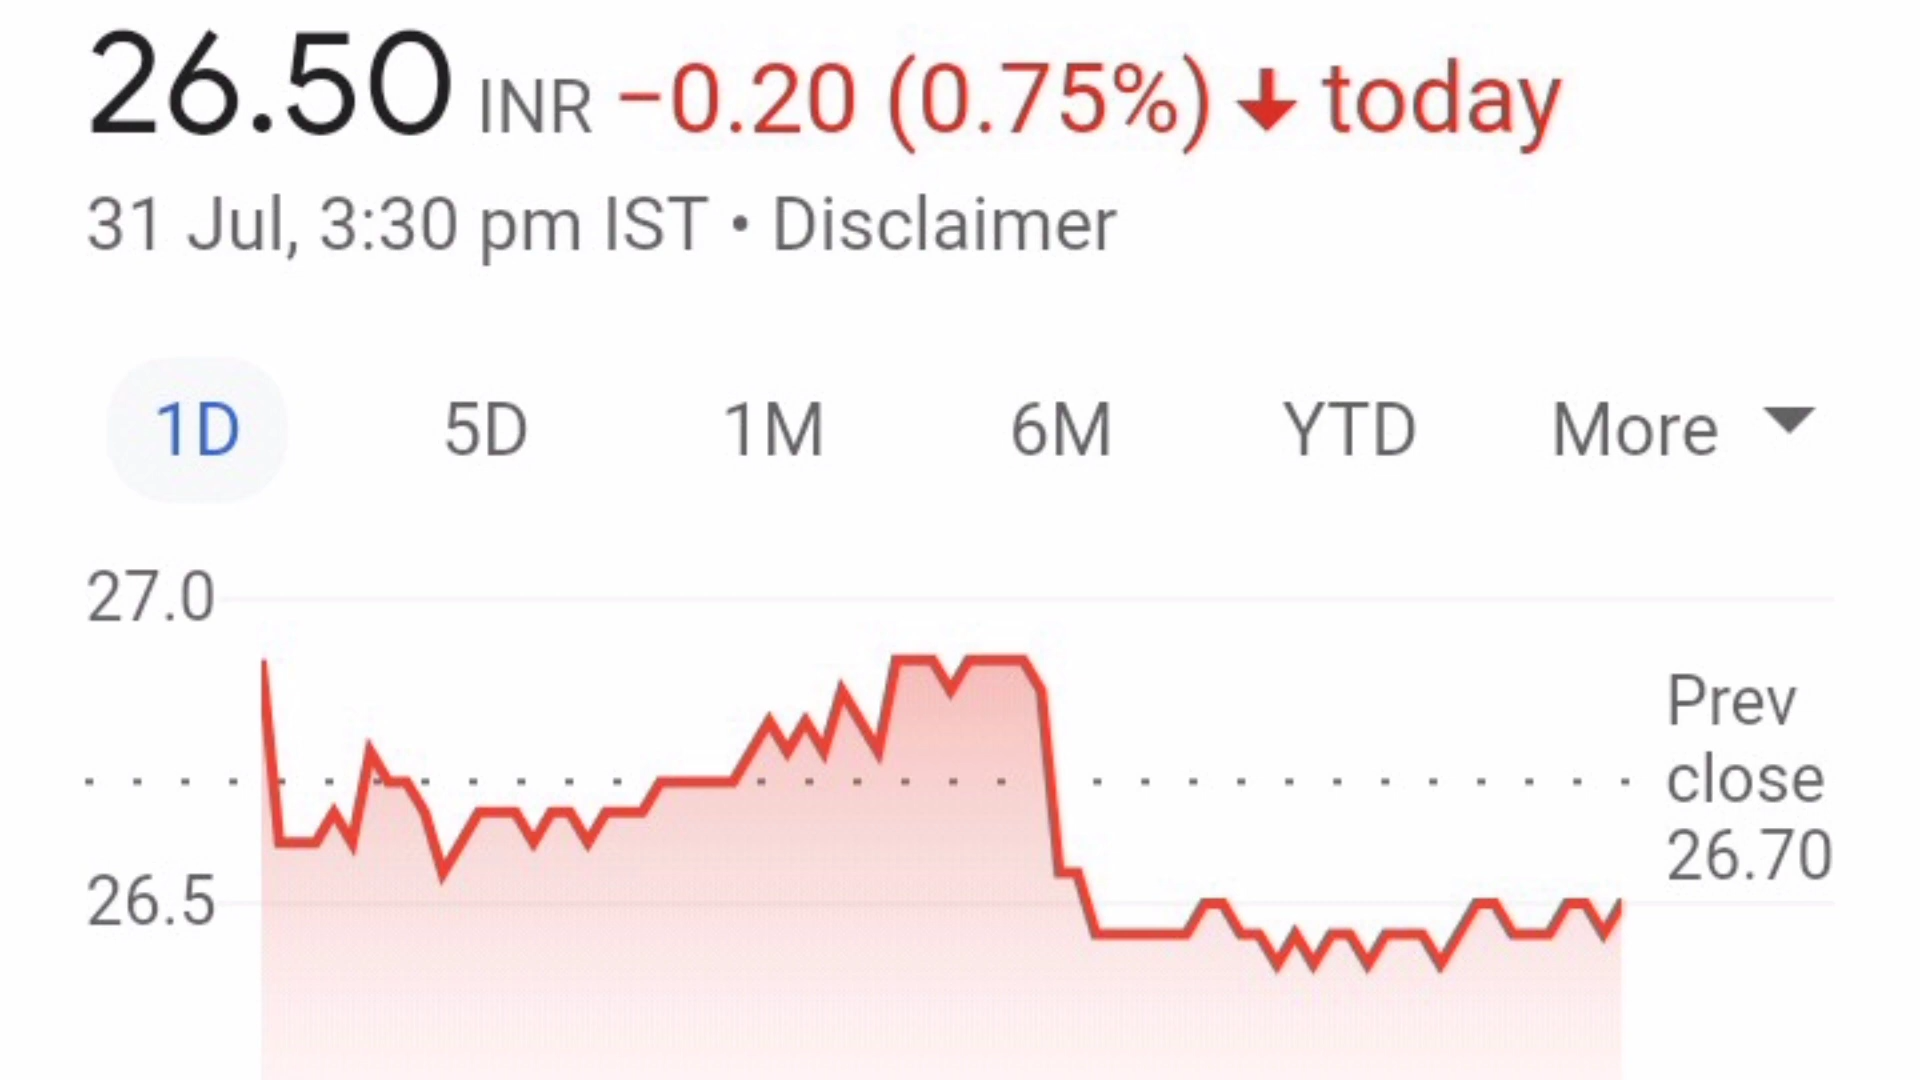 26.50 INR −0.20 (0.75%) ↓ today
31 Jul, 3:30 pm IST • Disclaimer
1D 5D 1M 6M YTD More
27.0
Prev
close
26.70
26.5